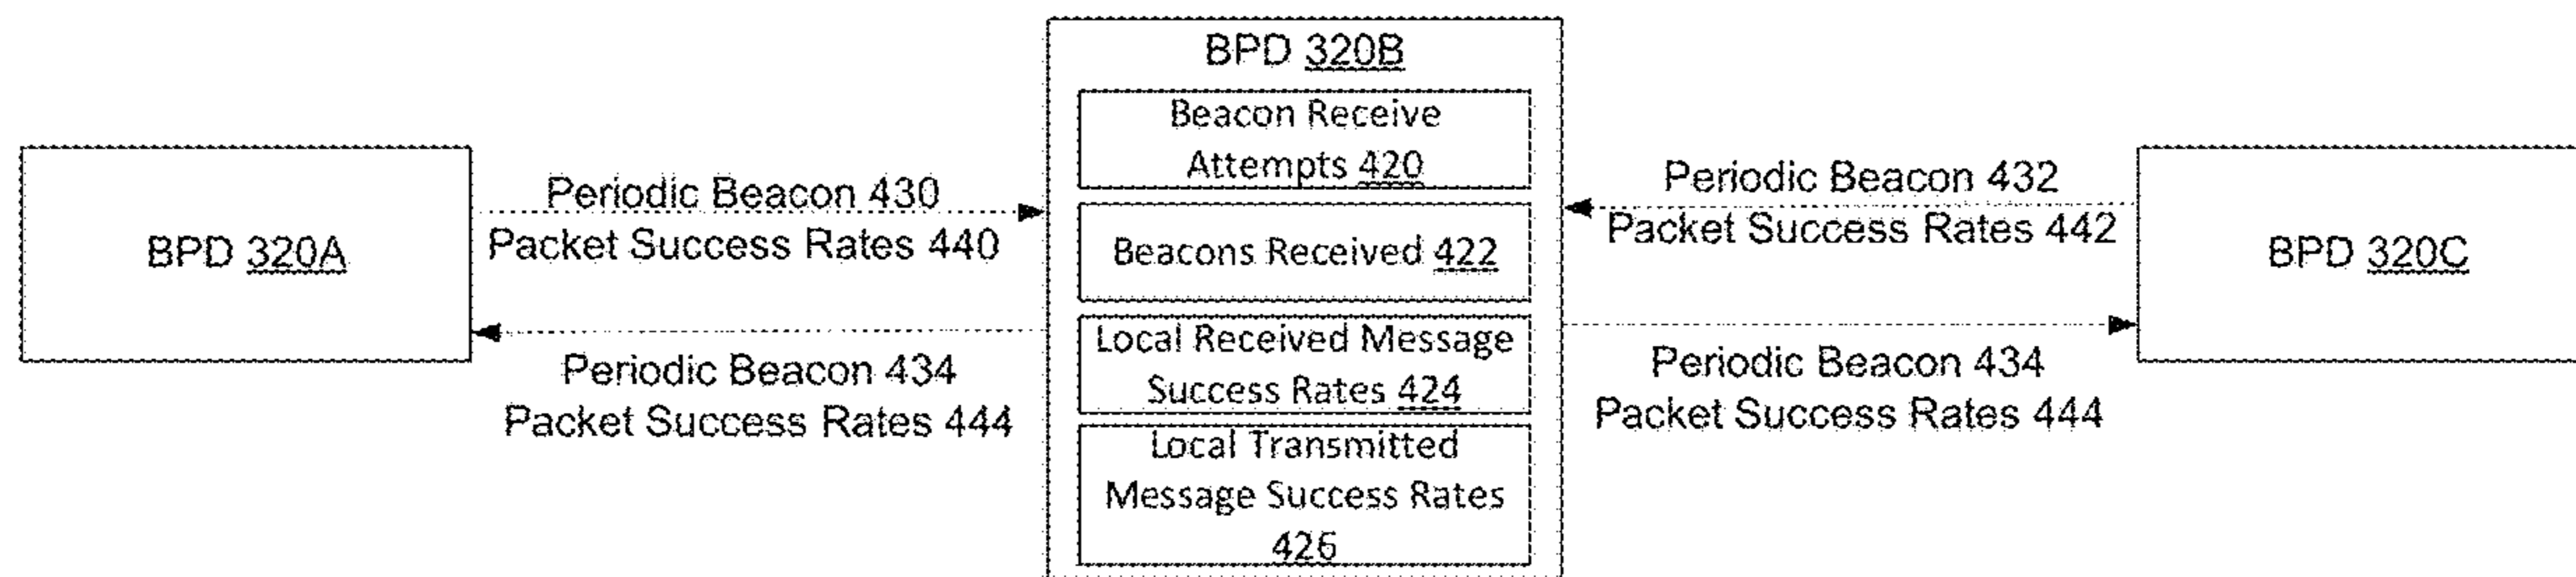 BPD 320A
Periodic Beacon 430
Packet Success Rates 440
Periodic Beacon 434
Packet Success Rates 444
BPD 320B
Beacon Receive
Attempts 420
Beacons Received 422
Local Received Message
Success Rates 424
Local Transmitted
Message Success Rates
426
Periodic Beacon 432
Packet Success Rates 442
Periodic Beacon 434
Packet Success Rates 444
BPD 320C